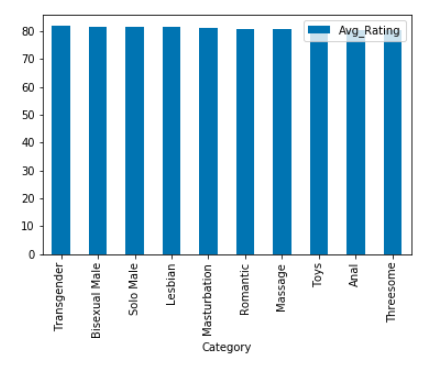 Avg_Rating
80
70
60
50
40
30
20
10
0
Transgender
Bisexual Male
Solo Male
Lesbian
Masturbation
Romantic
Massage
Toys
Anal
Threesome
Category